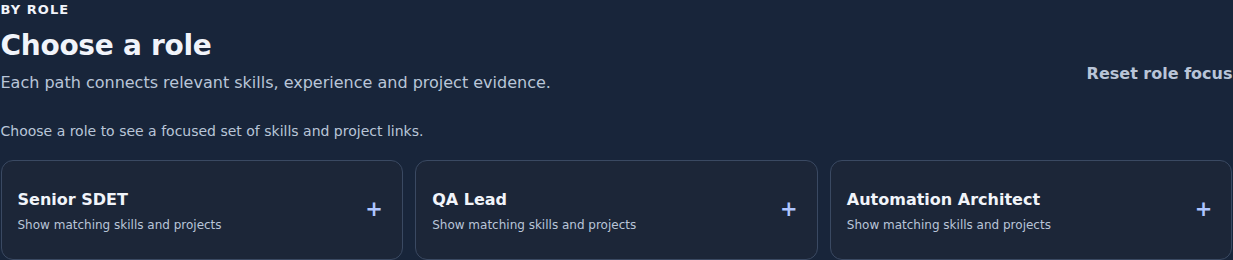 BY ROLE
Choose a role
Each path connects relevant skills, experience and project evidence.
Reset role focus
Choose a role to see a focused set of skills and project links.
Senior SDET
Show matching skills and projects
+
QA Lead
Show matching skills and projects
+
Automation Architect
Show matching skills and projects
+